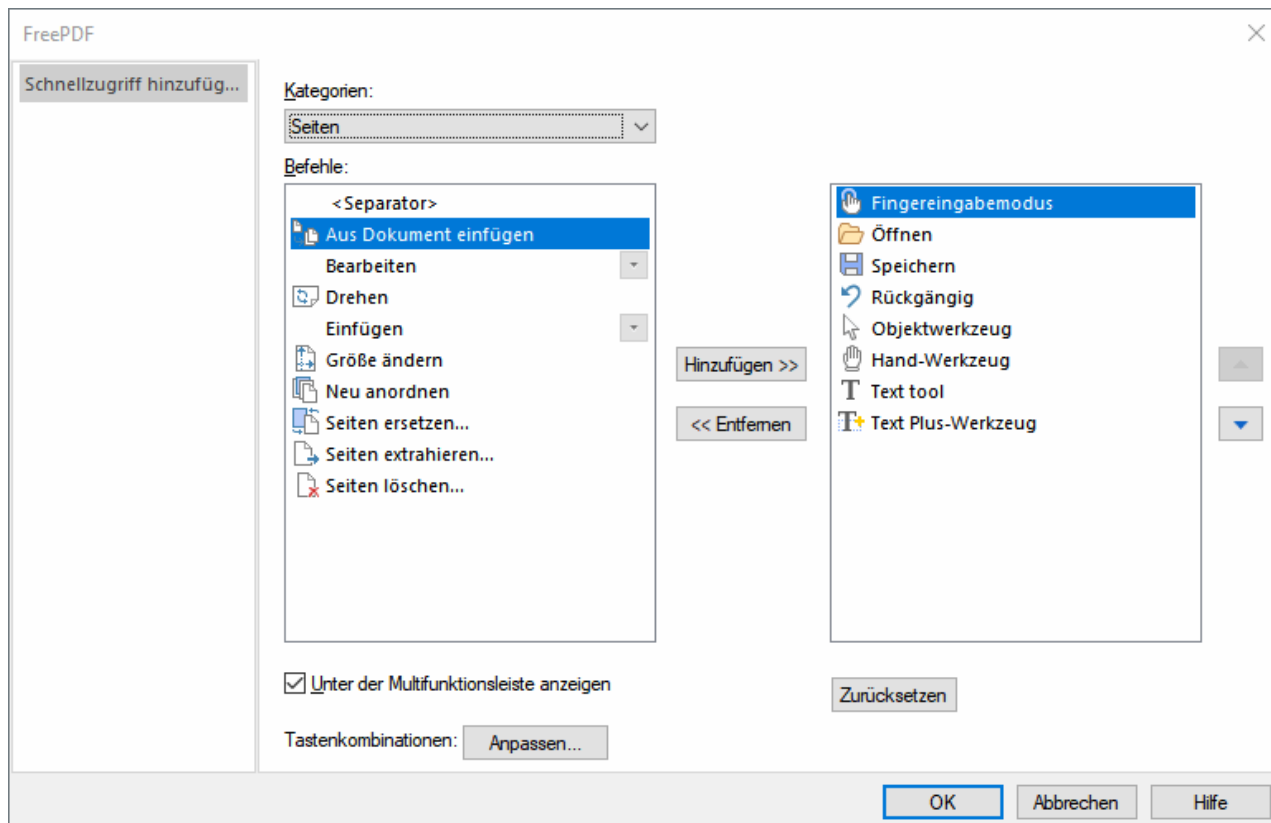 FreePDF
Schnellzugriff hinzufüg...
Kategorien:
Seiten
Befehle:
<Separator>
Aus Dokument einfügen
Bearbeiten
Drehen
Einfügen
Größe ändern
Neu anordnen
Seiten ersetzen...
Seiten extrahieren...
Seiten löschen...
Hinzufügen >>
<< Entfernen
Fingereingabemodus
Öffnen
Speichern
Rückgängig
Objektwerkzeug
Hand-Werkzeug
Text tool
Text Plus-Werkzeug
Unter der Multifunktionsleiste anzeigen
Zurücksetzen
Tastenkombinationen: Anpassen...
OK Abbrechen Hilfe